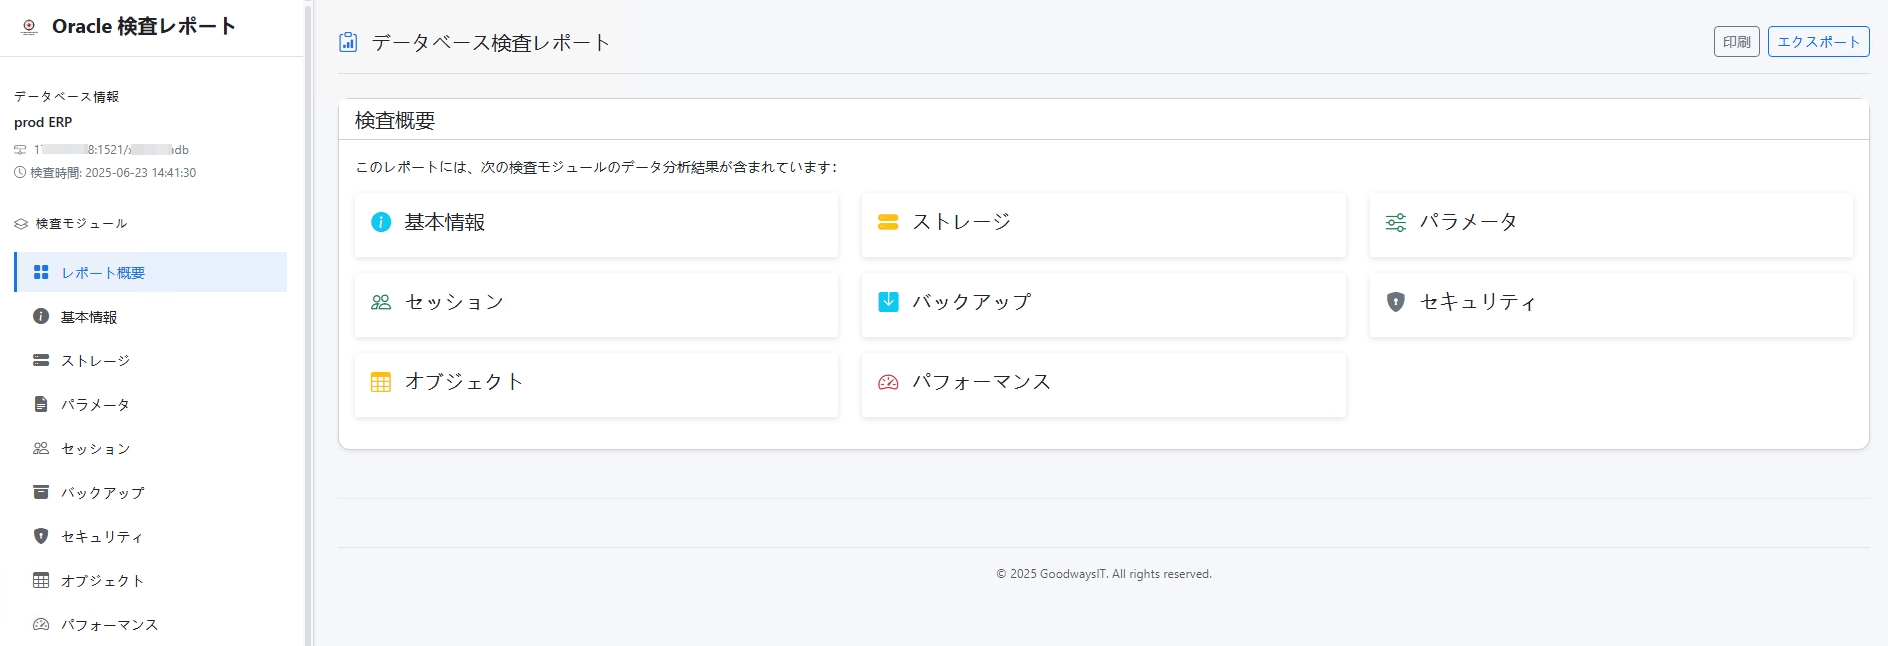 Oracle 検査レポート
データベース情報
prod ERP
8:1521/
検査時間: 2025-06-23 14:41:30
検査モジュール
レポート概要
基本情報
ストレージ
パラメータ
セッション
バックアップ
セキュリティ
オブジェクト
パフォーマンス
データベース検査レポート
印刷
エクスポート
検査概要
このレポートには、次の検査モジュールのデータ分析結果が含まれています:
基本情報
ストレージ
パラメータ
セッション
バックアップ
セキュリティ
オブジェクト
パフォーマンス
© 2025 GoodwaysIT. All rights reserved.